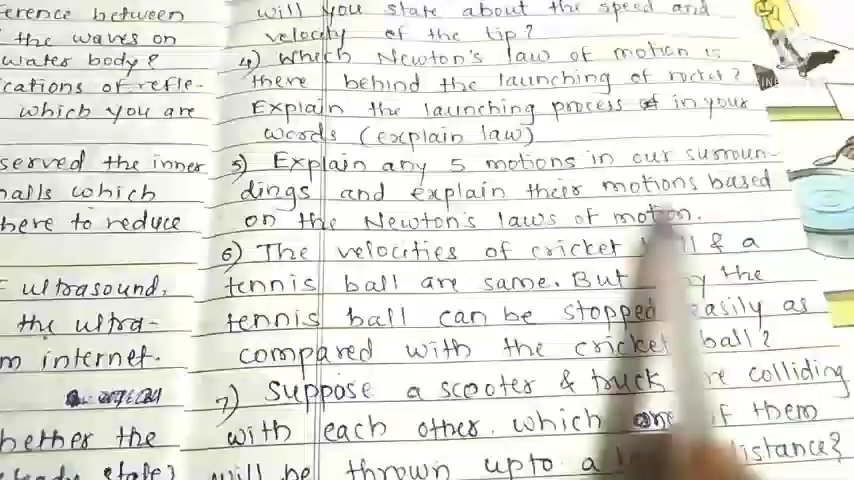 erence between
the waves on
water body?
cations of refle-
which you are
served the inner
halls which
here to reduce
ultrasound.
the ultra-
m internet.
hether the
steady state?
will you state about the speed and
velocity of the tip?
4) Which Newton's law of motion is
there behind the launching of rocket?
Explain the launching process of in your
words (explain law)
5) Explain any 5 motions in our surroun-
dings and explain their motions based
on the Newton's laws of motion.
6) The velocities of cricket & a
tennis ball are same. But the
tennis ball can be stopped easily as
compared with the cricket ball?
7) Suppose a scooter & truck are colliding
with each other. which one of them
will be thrown upto a distance?